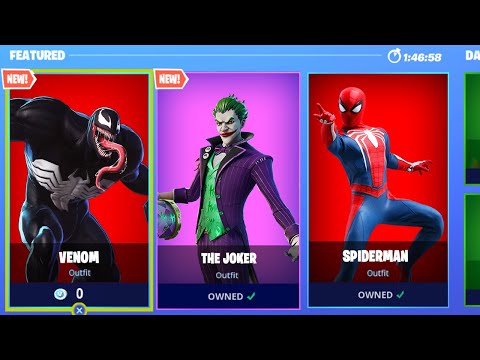 FEATURED
1:46:58
DA
NEW!
NEW!
VENOM
Outfit
0
THE JOKER
Outfit
OWNED ✓
SPIDERMAN
Outfit
OWNED ✓